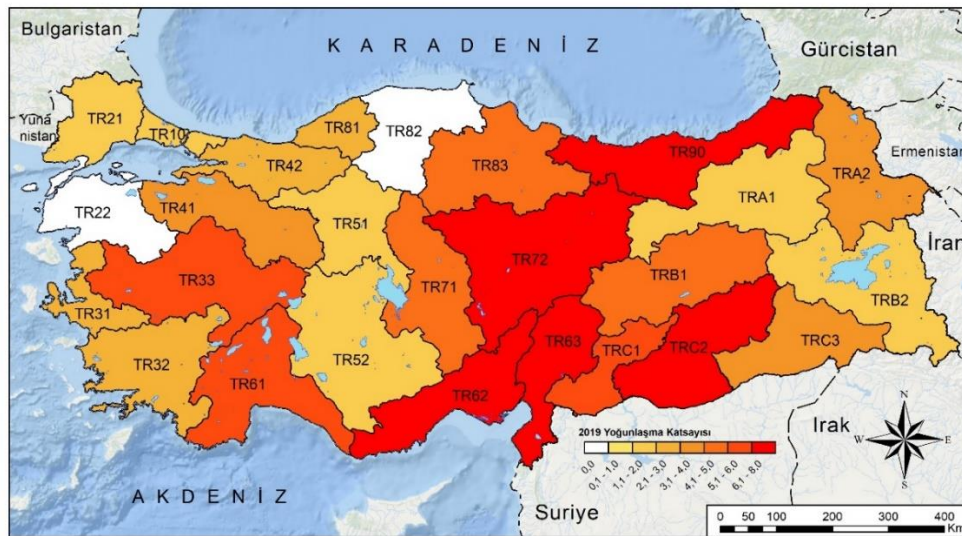 Bulgaristan
KARADENİZ
Gürcistan
Yuna
nistan
TR21
TR10
TR81
TR82
TR83
TR90
Ermenistan
TRA2
TR42
TR22
TR41
TR51
TRA1
İran
TR33
TR72
TR71
TRB1
TRB2
TR31
TR32
TR61
TR52
TR63
TRC1
TRC2
TRC3
TR62
AKDENİZ
Suriye
Irak
N
W
E
S
2019 Yoğunlaşma Katsayısı
0,0
0,1 - 1,0
1,1 - 2,0
2,1 - 3,0
3,1 - 4,0
4,1 - 5,0
5,1 - 6,0
6,1 - 8,0
0 50 100 200 300 400
Km